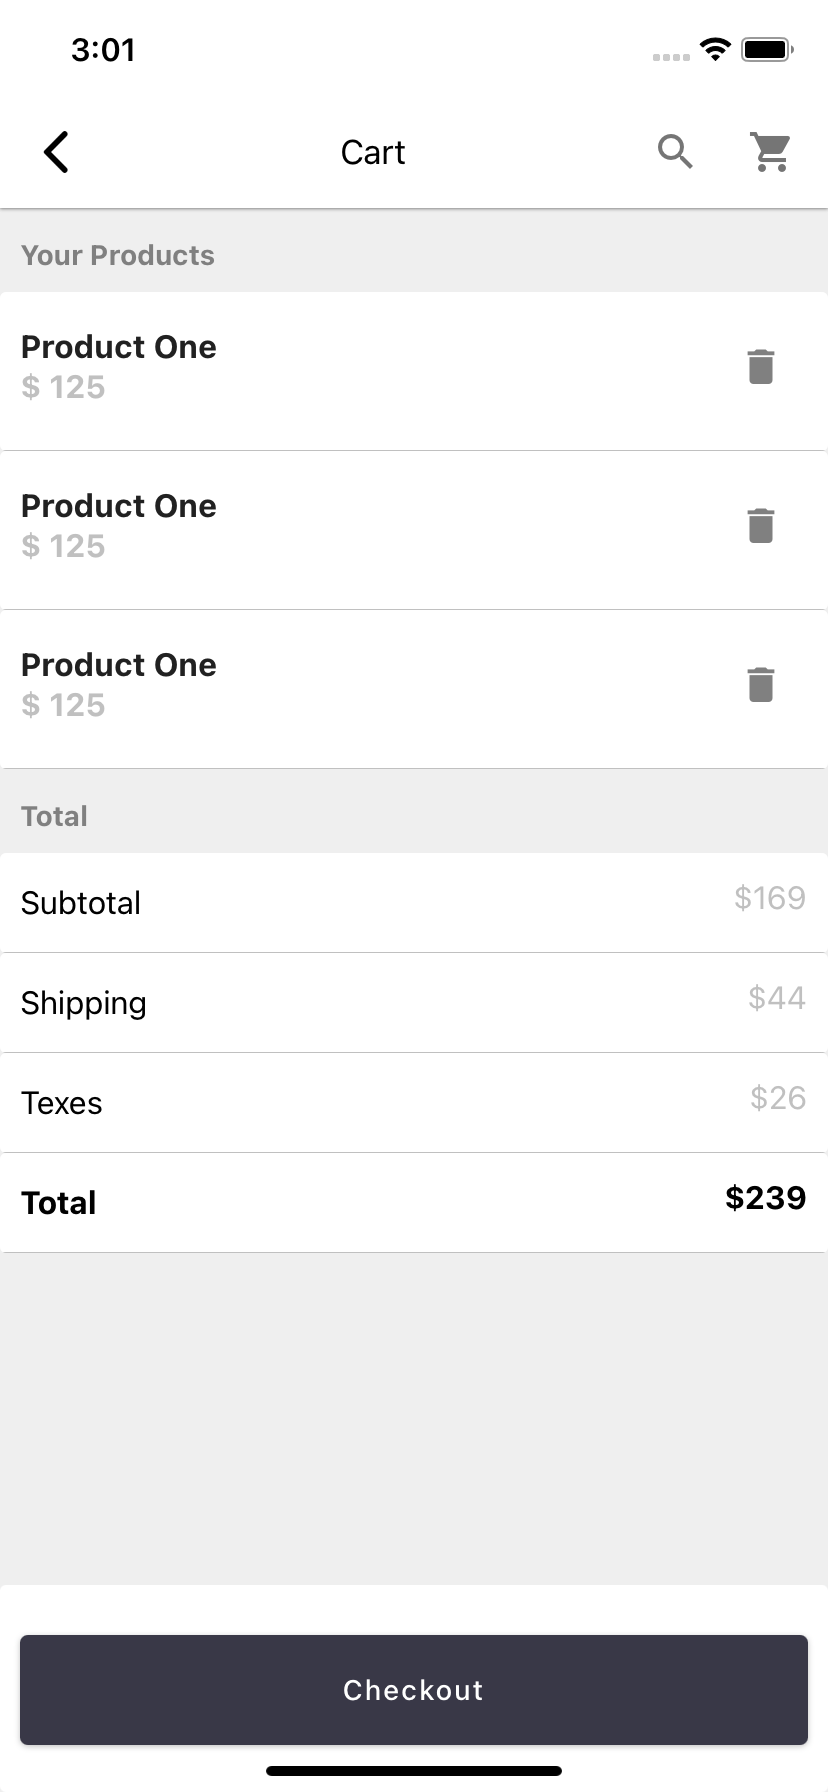 3:01
Cart
Your Products
Product One
$ 125
Product One
$ 125
Product One
$ 125
Total
Subtotal $169
Shipping $44
Texes $26
Total $239
Checkout